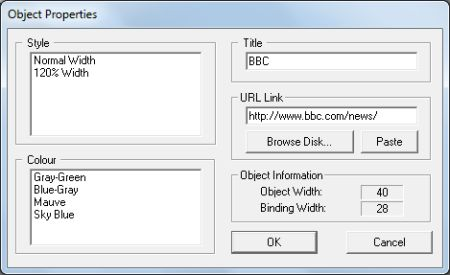 Object Properties
Style
Normal Width
120% Width
Title
BBC
URL Link
http://www.bbc.com/news/
Browse Disk...
Paste
Colour
Gray-Green
Blue-Gray
Mauve
Sky Blue
Object Information
Object Width: 40
Binding Width: 28
OK
Cancel